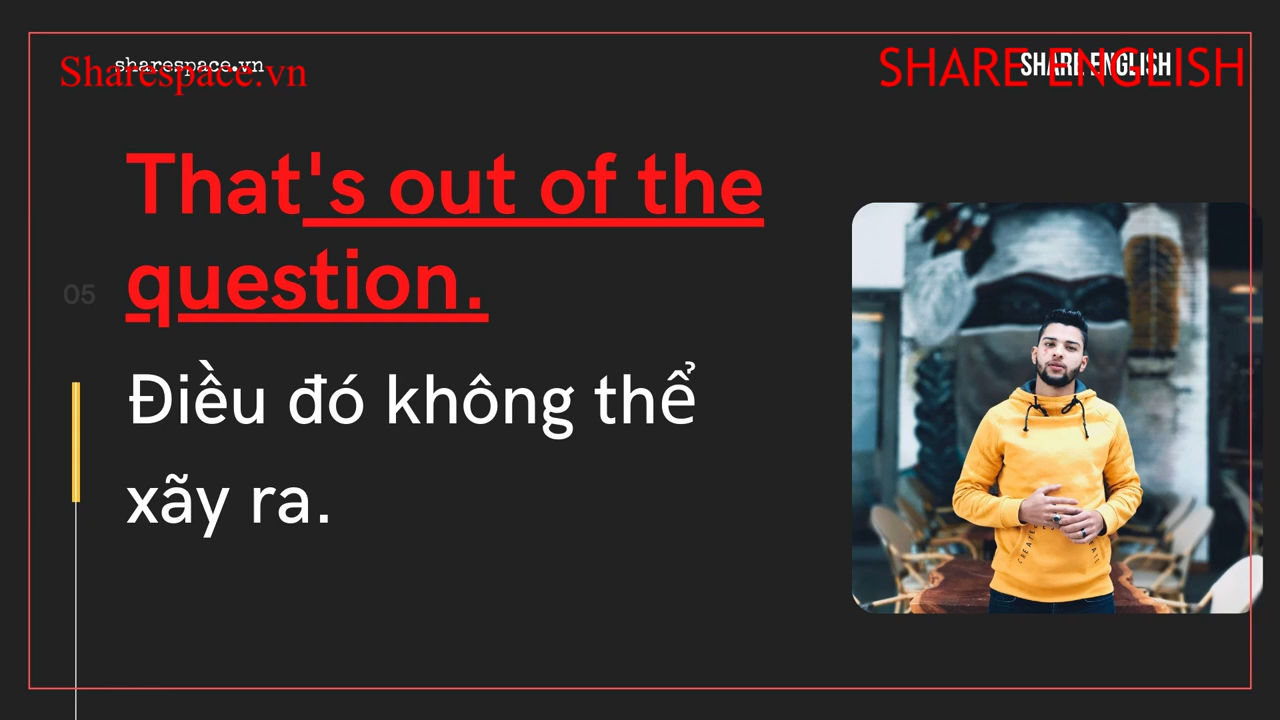 Sharespace.vn
sharespace.vn
SHARE ENGLISH
SHARE ENGLISH
That's out of the
question.
05
Điều đó không thể
xãy ra.